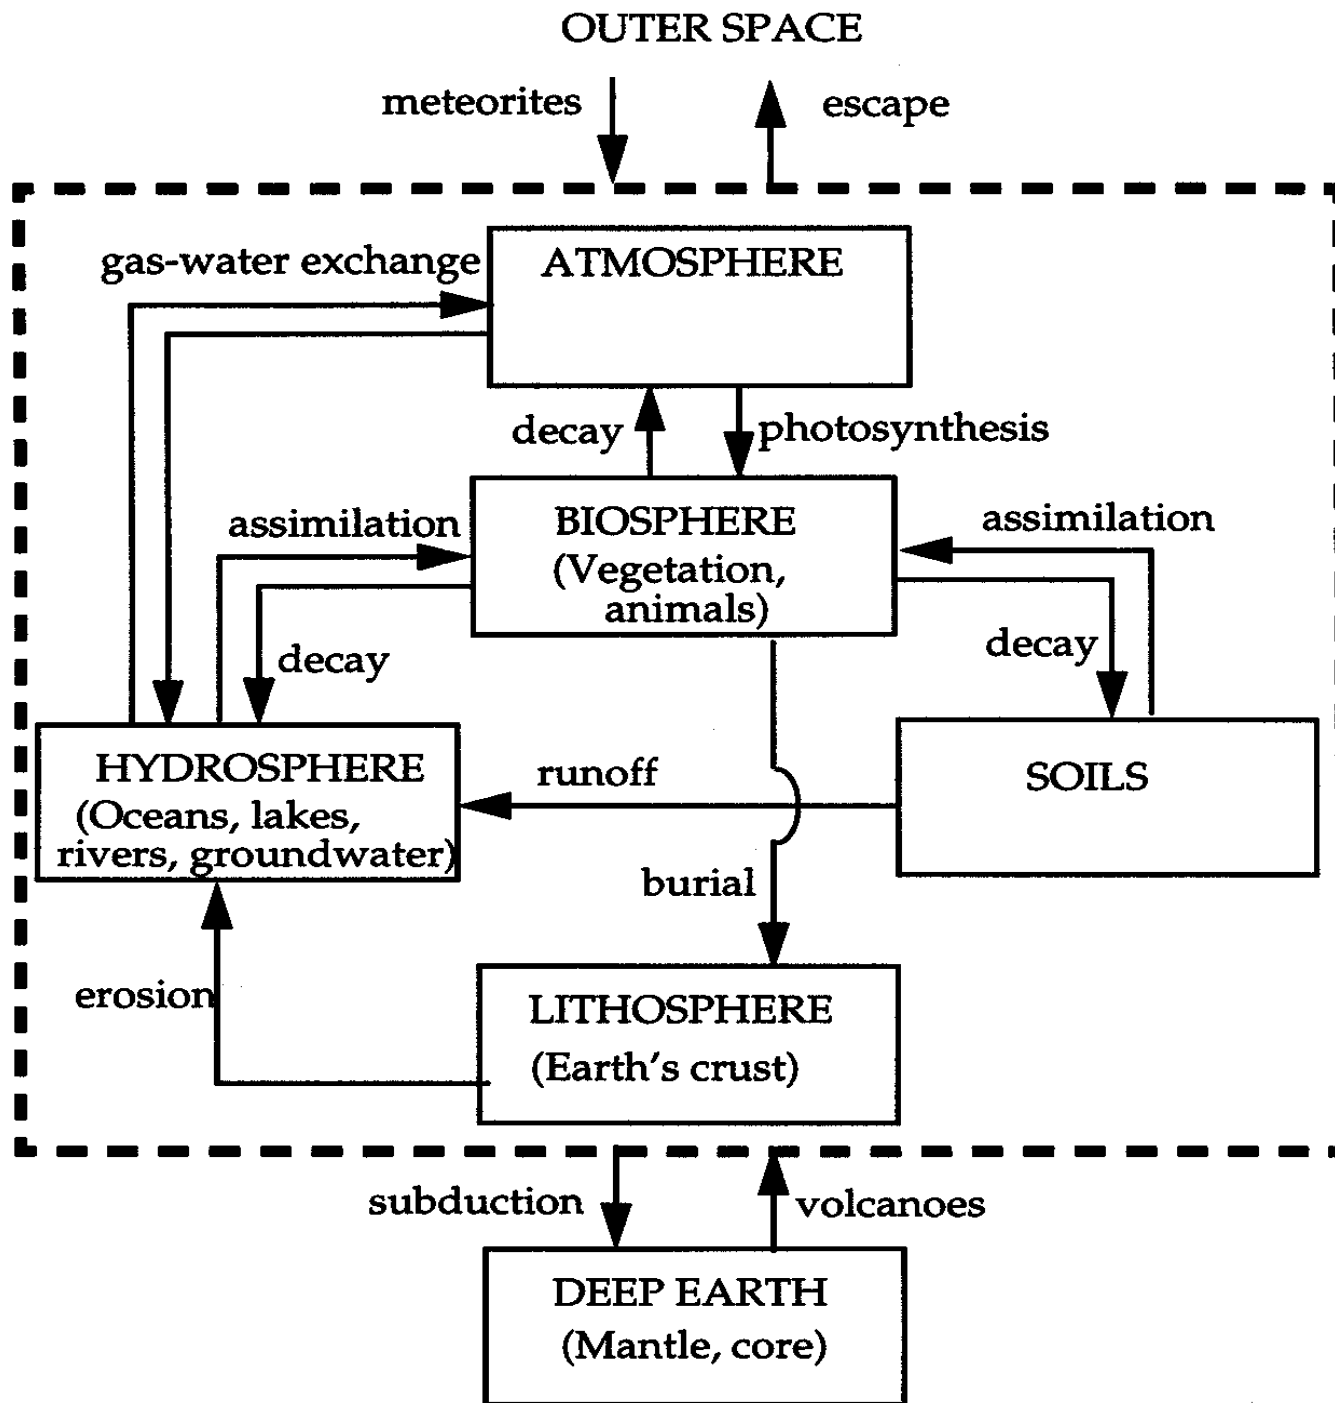 OUTER SPACE
meteorites
escape
gas-water exchange
ATMOSPHERE
decay
photosynthesis
assimilation
BIOSPHERE
(Vegetation,
animals)
assimilation
decay
decay
HYDROSPHERE
(Oceans, lakes,
rivers, groundwater)
runoff
SOILS
burial
erosion
LITHOSPHERE
(Earth's crust)
subduction
volcanoes
DEEP EARTH
(Mantle, core)